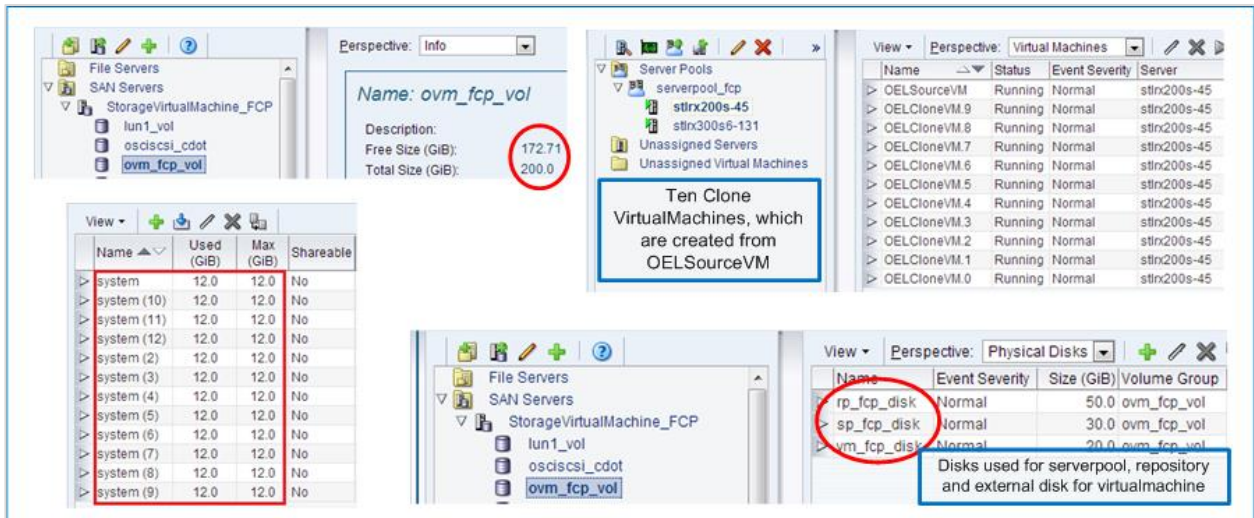 File Servers
SAN Servers
StorageVirtualMachine_FCP
lun1_vol
osciscsi_cdot
ovm_fcp_vol
Perspective: Info
Name: ovm_fcp_vol
Description:
Free Size (GiB): 172.71
Total Size (GiB): 200.0
»
Server Pools
serverpool_fcp
stlrx200s-45
stlrx300s6-131
Unassigned Servers
Unassigned Virtual Machines
Ten Clone
VirtualMachines, which
are created from
OELSourceVM
View Perspective: Virtual Machines
Name Status Event Severity Server
OELSourceVM Running Normal stlrx200s-45
OELCloneVM.9 Running Normal stlrx200s-45
OELCloneVM.8 Running Normal stlrx200s-45
OELCloneVM.7 Running Normal stlrx200s-45
OELCloneVM.6 Running Normal stlrx200s-45
OELCloneVM.5 Running Normal stlrx200s-45
OELCloneVM.4 Running Normal stlrx200s-45
OELCloneVM.3 Running Normal stlrx200s-45
OELCloneVM.2 Running Normal stlrx200s-45
OELCloneVM.1 Running Normal stlrx200s-45
OELCloneVM.0 Running Normal stlrx200s-45
View
Name Used (GiB) Max (GiB) Shareable
system 12.0 12.0 No
system (10) 12.0 12.0 No
system (11) 12.0 12.0 No
system (12) 12.0 12.0 No
system (2) 12.0 12.0 No
system (3) 12.0 12.0 No
system (4) 12.0 12.0 No
system (5) 12.0 12.0 No
system (6) 12.0 12.0 No
system (7) 12.0 12.0 No
system (8) 12.0 12.0 No
system (9) 12.0 12.0 No
File Servers
SAN Servers
StorageVirtualMachine_FCP
lun1_vol
osciscsi_cdot
ovm_fcp_vol
View Perspective: Physical Disks
Name Event Severity Size (GiB) Volume Group
rp_fcp_disk Normal 50.0 ovm_fcp_vol
sp_fcp_disk Normal 30.0 ovm_fcp_vol
vm_fcp_disk Normal 20.0 ovm_fcp_vol
Disks used for serverpool, repository
and external disk for virtualmachine